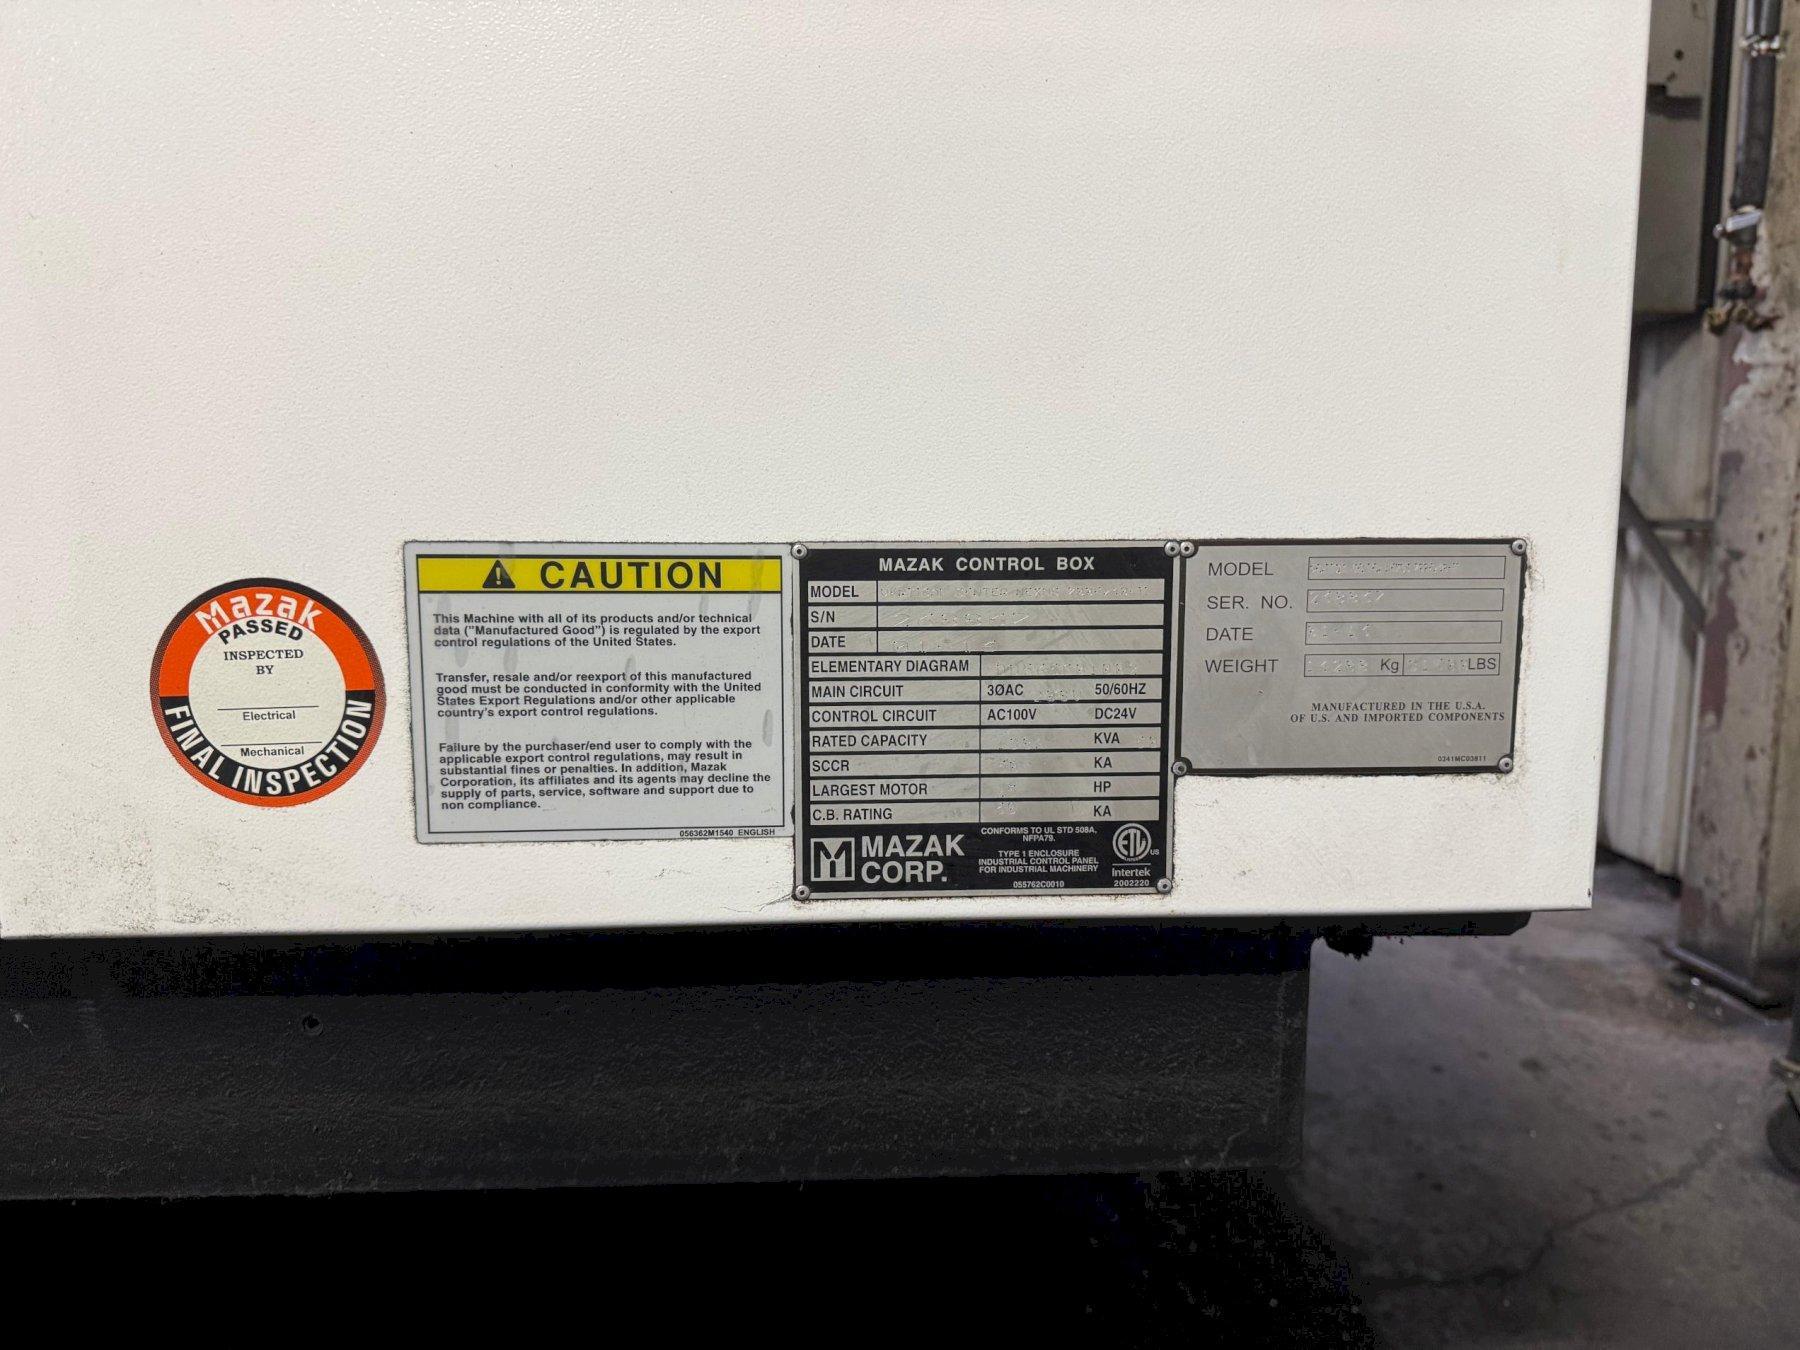 Mazak
PASSED
INSPECTED
BY
Electrical
Mechanical
FINAL INSPECTION
CAUTION
This Machine with all of its products and/or technical
data ("Manufactured Good") is regulated by the export
control regulations of the United States.
Transfer, resale and/or reexport of this manufactured
good must be conducted in conformity with the United
States Export Regulations and/or other applicable
country's export control regulations.
Failure by the purchaser/end user to comply with the
applicable export control regulations, may result in
substantial fines or penalties. In addition, Mazak
Corporation, its affiliates and its agents may decline the
supply of parts, service, software and support due to
non compliance.
056362M1540 ENGLISH
MAZAK CONTROL BOX
MODEL VERTICAL CENTER NEXUS
S/N
DATE
ELEMENTARY DIAGRAM
MAIN CIRCUIT 3ØAC 50/60HZ
CONTROL CIRCUIT AC100V DC24V
RATED CAPACITY KVA
SCCR KA
LARGEST MOTOR HP
C.B. RATING KA
MAZAK
CORP.
CONFORMS TO UL STD 508A,
NFPA79.
TYPE 1 ENCLOSURE
INDUSTRIAL CONTROL PANEL
FOR INDUSTRIAL MACHINERY
055762C0010
ETL
LISTED
US
Intertek
2002220
MODEL
SER. NO.
DATE
WEIGHT Kg LBS
MANUFACTURED IN THE U.S.A.
OF U.S. AND IMPORTED COMPONENTS
0341MC03811